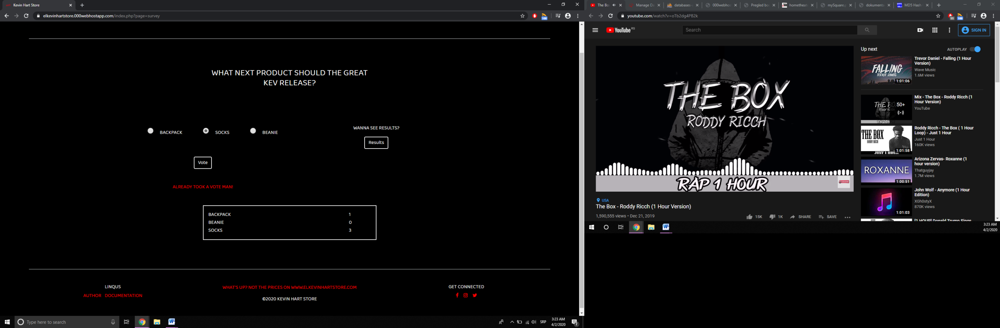 Kevin Hart Store
elkevinhartstore.000webhostapp.com/index.php?page=survey
100
WHAT NEXT PRODUCT SHOULD THE GREAT
KEV RELEASE?
BACKPACK
SOCKS
BEANIE
WANNA SEE RESULTS?
Results
Vote
ALREADY TOOK A VOTE MAN!
BACKPACK 1
BEANIE 0
SOCKS 3
LINQUS
AUTHOR DOCUMENTATION
WHAT'S UP? NOT THE PRICES ON WWW.ELKEVINHARTSTORE.COM
©2020 KEVIN HART STORE
GET CONNECTED
Type here to search
SRP
3:23 AM
4/2/2020
2
The Bo
Manage Da
databases-
000webhos
Pregled bo
hometheat
mySquare.p
dokumenta
MD5 Hash
youtube.com/watch?v=oTb2dg4PB2k
11
100
YouTube RS
Search
SIGN IN
THE BOX
RODDY RICCH
RAP 1 HOUR
USA
The Box - Roddy Ricch (1 Hour Version)
1,590,555 views • Dec 21, 2019
15K
1K
SHARE
SAVE
Up next
AUTOPLAY
FALLING
TREVOR DANIEL
1:01:06
Trevor Daniel - Falling (1 Hour
Version)
Wave Music
1.6M views
50+
Mix - The Box - Roddy Ricch (1
Hour Version)
YouTube
THE BOX
RODDY RICCH
1:01:58
JUST 1 HOUR
Roddy Ricch - The Box ( 1 Hour
Loop) - Just 1 Hour
Just 1 Hour
160K views
ROXANNE
1:00:51
Arizona Zervas- Roxanne (1
hour version)
Thatguyjay
1.7M views
1:01:03
John Wolf - Anymore (1 Hour
Edition)
XGh0styX
870K views
[1 HOUR] Donald Trump Sings
3:23 AM
4/2/2020